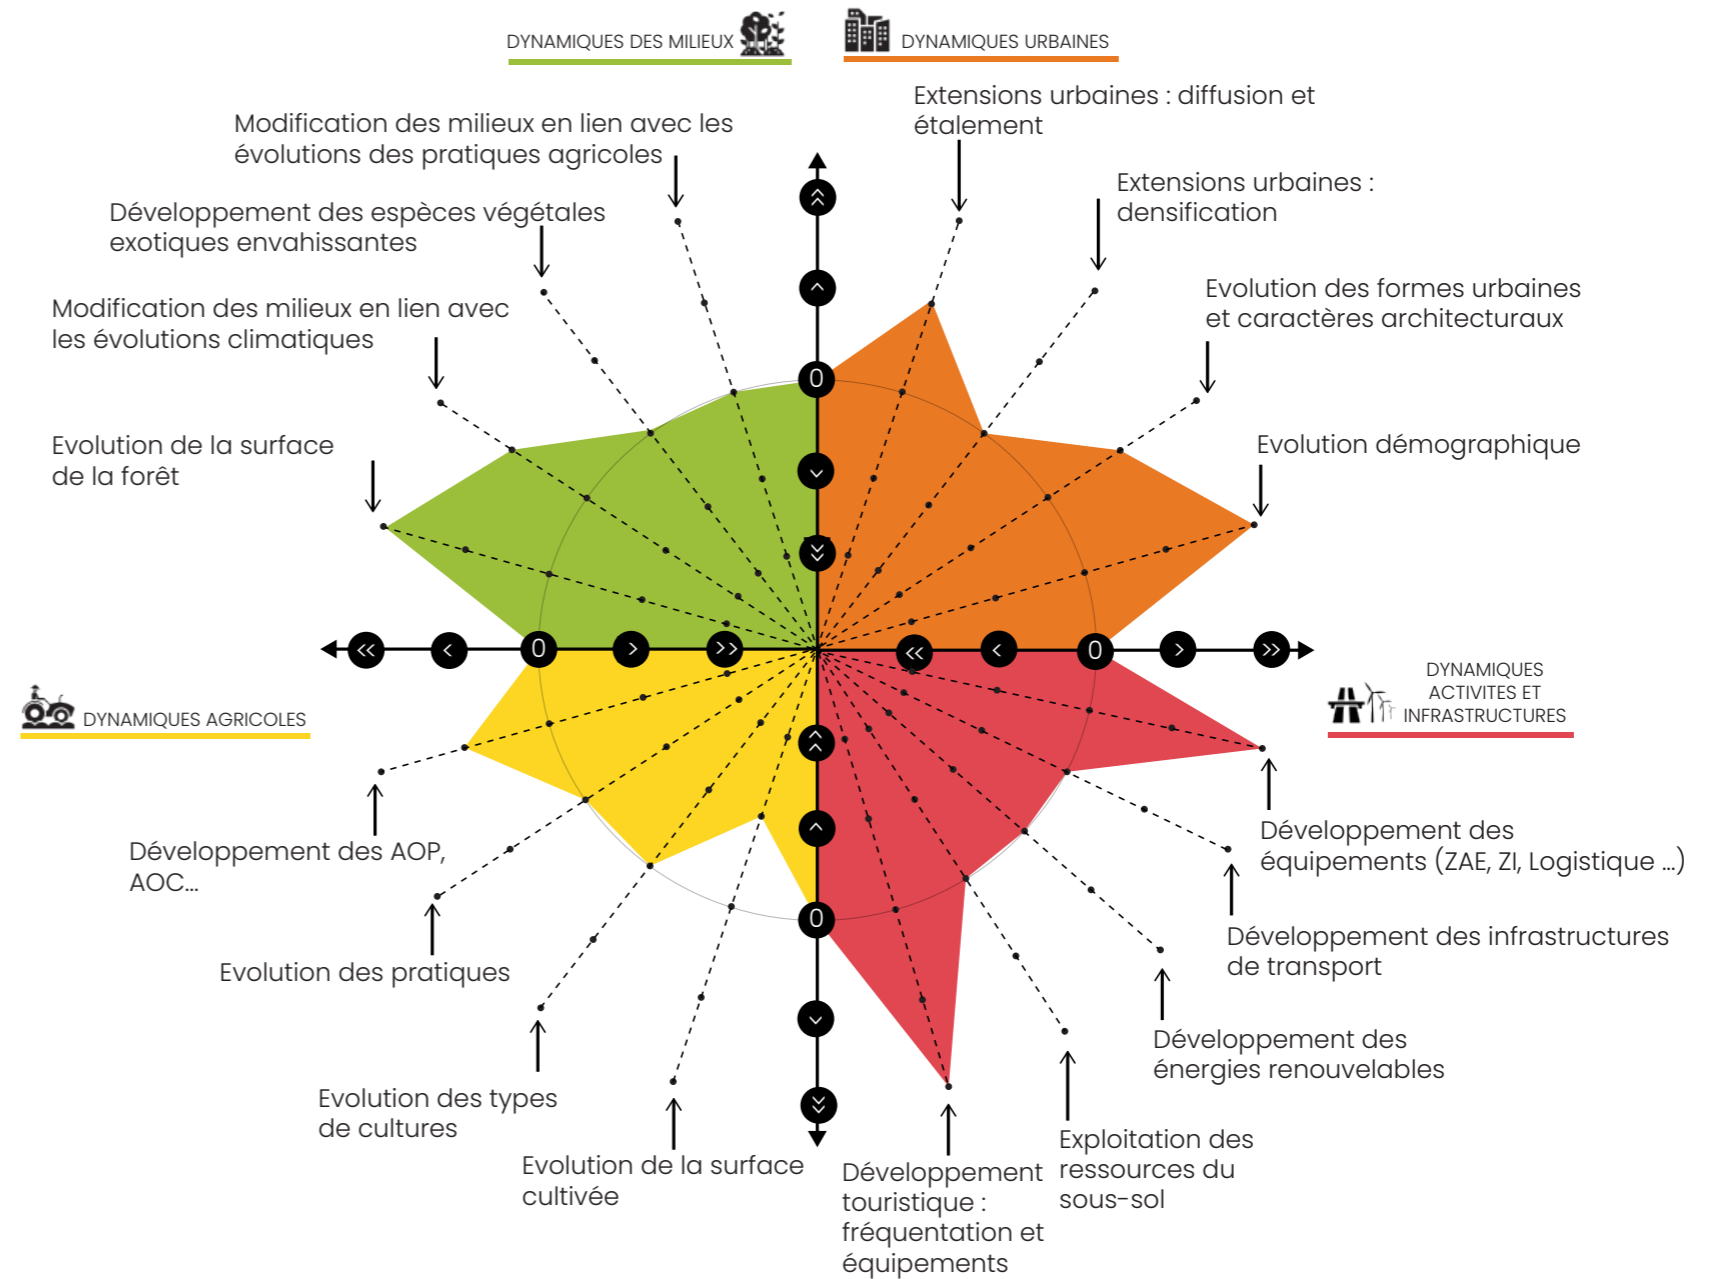 DYNAMIQUES DES MILIEUX
DYNAMIQUES URBAINES
Extensions urbaines : diffusion et
étalement
Modification des milieux en lien avec les
évolutions des pratiques agricoles
Extensions urbaines :
densification
Développement des espèces végétales
exotiques envahissantes
Evolution des formes urbaines
et caractères architecturaux
Modification des milieux en lien avec
les évolutions climatiques
Evolution de la surface
de la forêt
Evolution démographique
0
0
0
0
DYNAMIQUES
ACTIVITES ET
INFRASTRUCTURES
DYNAMIQUES AGRICOLES
Développement des AOP,
AOC...
Développement des
équipements (ZAE, ZI, Logistique ...)
Evolution des pratiques
Développement des infrastructures
de transport
Développement des
énergies renouvelables
Evolution des types
de cultures
Evolution de la surface
cultivée
Développement
touristique :
fréquentation et
équipements
Exploitation des
ressources du
sous-sol